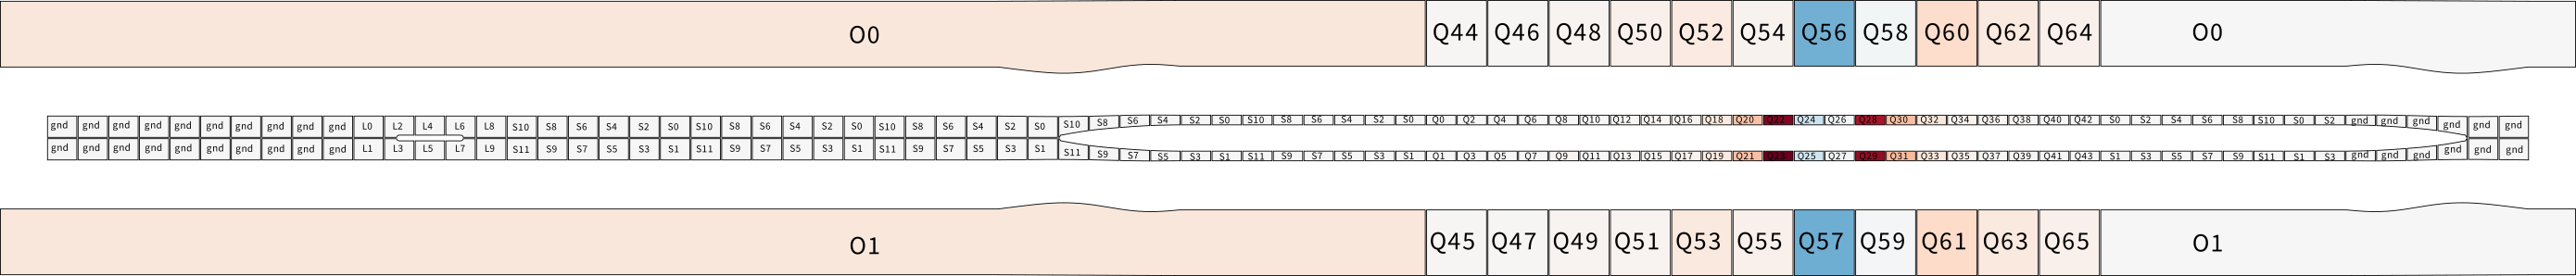 O0 Q44 Q46 Q48 Q50 Q52 Q54 Q56 Q58 Q60 Q62 Q64 O0
gnd gnd gnd gnd gnd gnd gnd gnd gnd gnd L0 L2 L4 L6 L8 S10 S8 S6 S4 S2 S0 S10 S8 S6 S4 S2 S0 S10 S8 S6 S4 S2 S0 S10 S8 S6 S4 S2 S0 S10 S8 S6 S4 S2 S0 Q0 Q2 Q4 Q6 Q8 Q10 Q12 Q14 Q16 Q18 Q20 Q22 Q24 Q26 Q28 Q30 Q32 Q34 Q36 Q38 Q40 Q42 S0 S2 S4 S6 S8 S10 S0 S2 gnd gnd gnd gnd gnd gnd
gnd gnd gnd gnd gnd gnd gnd gnd gnd gnd L1 L3 L5 L7 L9 S11 S9 S7 S5 S3 S1 S11 S9 S7 S5 S3 S1 S11 S9 S7 S5 S3 S1 S11 S9 S7 S5 S3 S1 S11 S9 S7 S5 S3 S1 Q1 Q3 Q5 Q7 Q9 Q11 Q13 Q15 Q17 Q19 Q21 Q23 Q25 Q27 Q29 Q31 Q33 Q35 Q37 Q39 Q41 Q43 S1 S3 S5 S7 S9 S11 S1 S3 gnd gnd gnd gnd gnd gnd
O1 Q45 Q47 Q49 Q51 Q53 Q55 Q57 Q59 Q61 Q63 Q65 O1